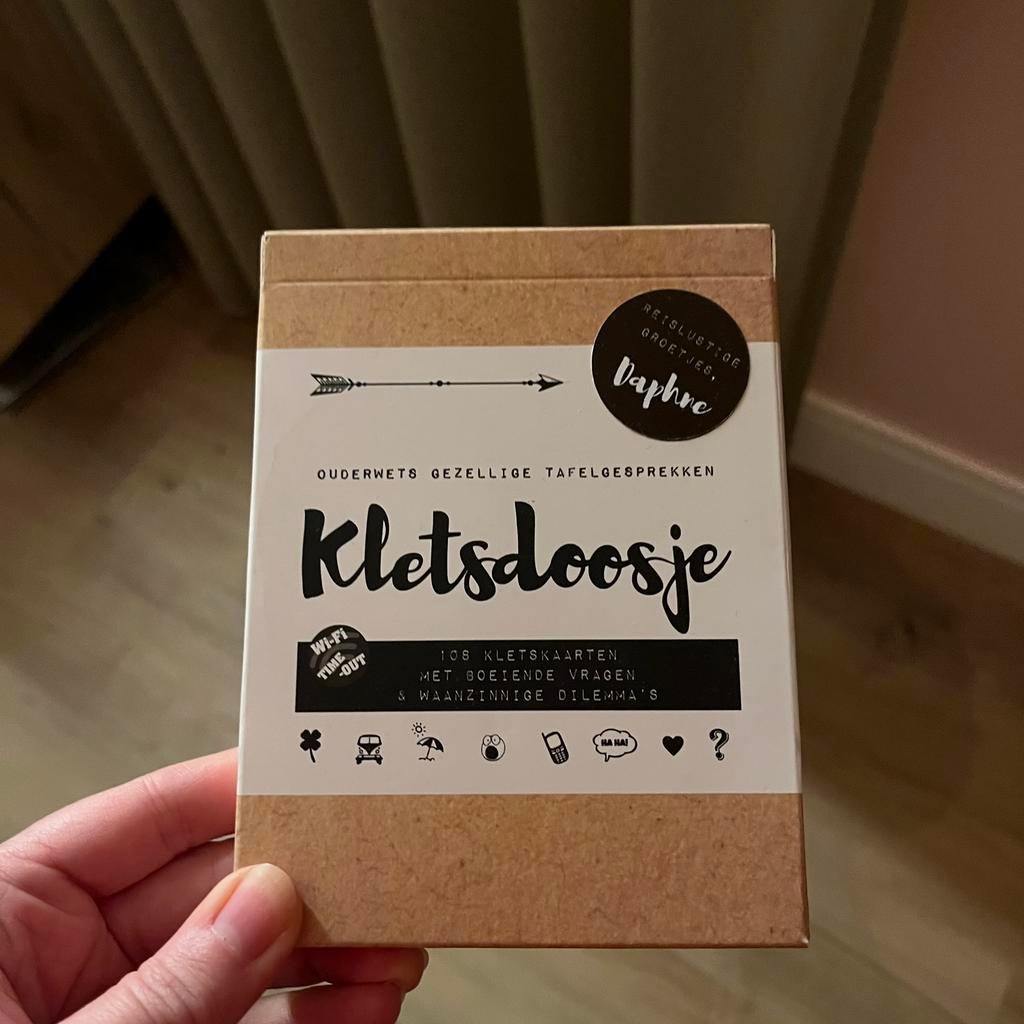 REISLUSTIGE
GROETJES,
Daphne
OUDERWETS GEZELLIGE TAFELGESPREKKEN
Kletsdoosje
Wi-Fi
TIME-OUT
108 KLETSKAARTEN
MET BOEIENDE VRAGEN
& WAANZINNIGE DILEMMA'S
HA HA!
?